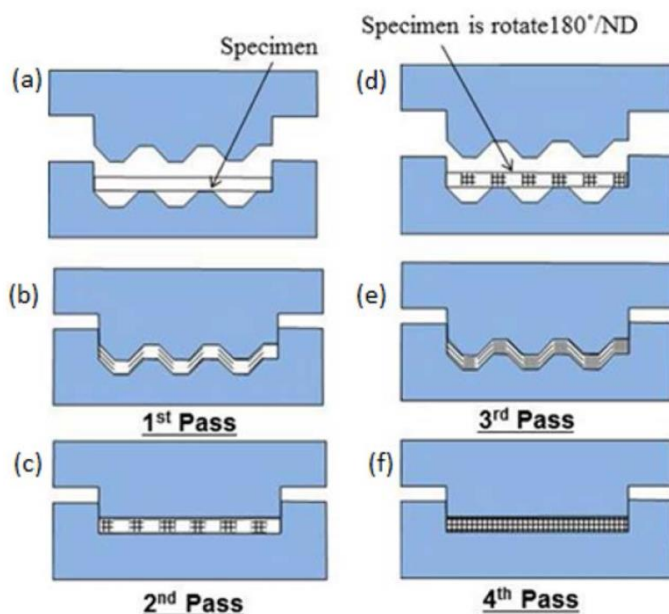 Specimen
Specimen is rotate180°/ND
(a)
(d)
(b)
(e)
1st Pass
3rd Pass
(c)
(f)
2nd Pass
4th Pass